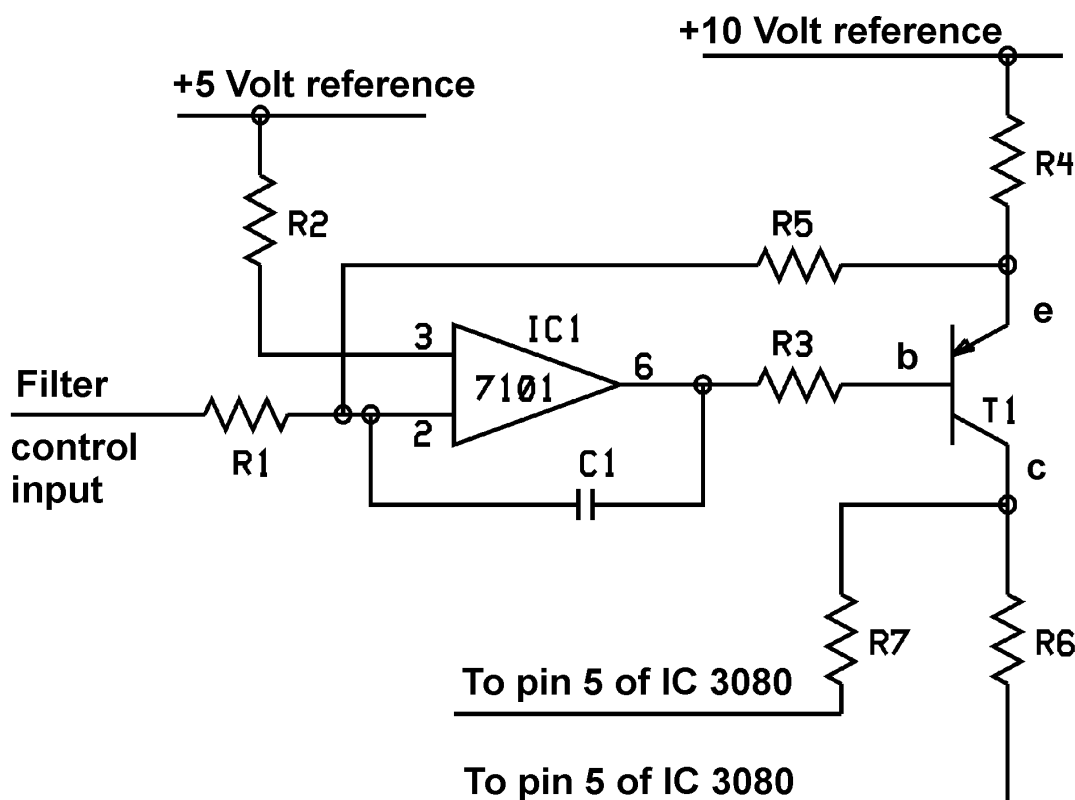 +10 Volt reference
+5 Volt reference
R4
R2
R5
e
IC1
3
7101
6
R3
b
Filter
control
input
R1
2
T1
C1
c
R7
R6
To pin 5 of IC 3080
To pin 5 of IC 3080